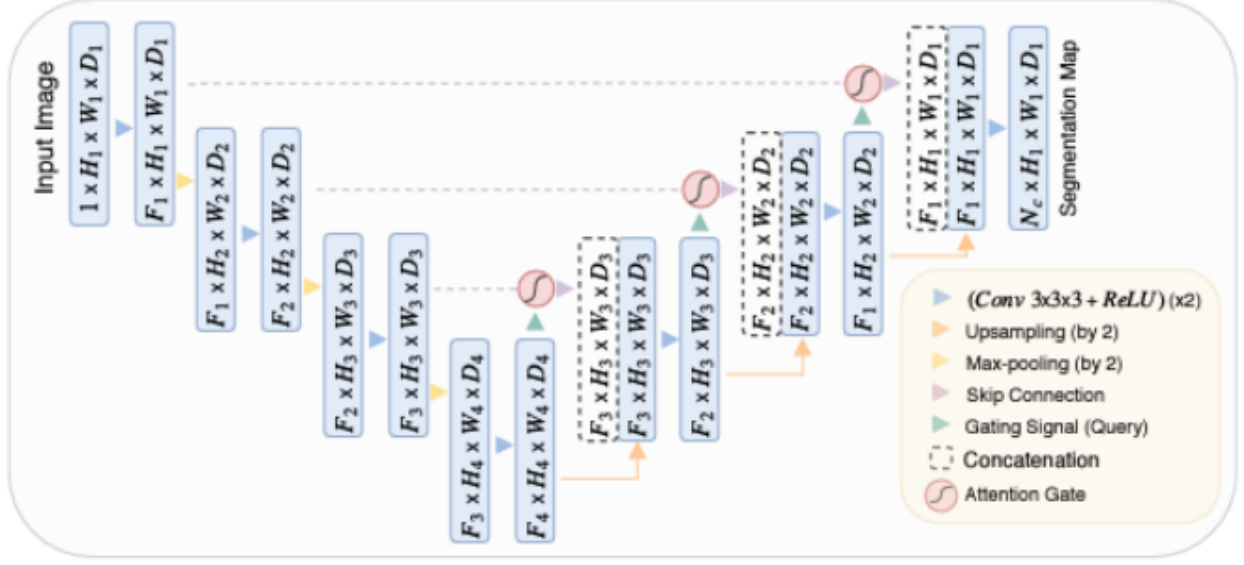 Input Image
1 x H₁ x W₁ x D₁
F₁ x H₁ x W₁ x D₁
F₁ x H₂ x W₂ x D₂
F₂ x H₂ x W₂ x D₂
F₂ x H₃ x W₃ x D₃
F₃ x H₃ x W₃ x D₃
F₃ x H₄ x W₄ x D₄
F₄ x H₄ x W₄ x D₄
F₃ x H₃ x W₃ x D₃
F₃ x H₃ x W₃ x D₃
F₂ x H₃ x W₃ x D₃
F₂ x H₂ x W₂ x D₂
F₂ x H₂ x W₂ x D₂
F₁ x H₂ x W₂ x D₂
F₁ x H₁ x W₁ x D₁
F₁ x H₁ x W₁ x D₁
N_c x H₁ x W₁ x D₁
Segmentation Map
(Conv 3x3x3 + ReLU) (x2)
Upsampling (by 2)
Max-pooling (by 2)
Skip Connection
Gating Signal (Query)
Concatenation
Attention Gate